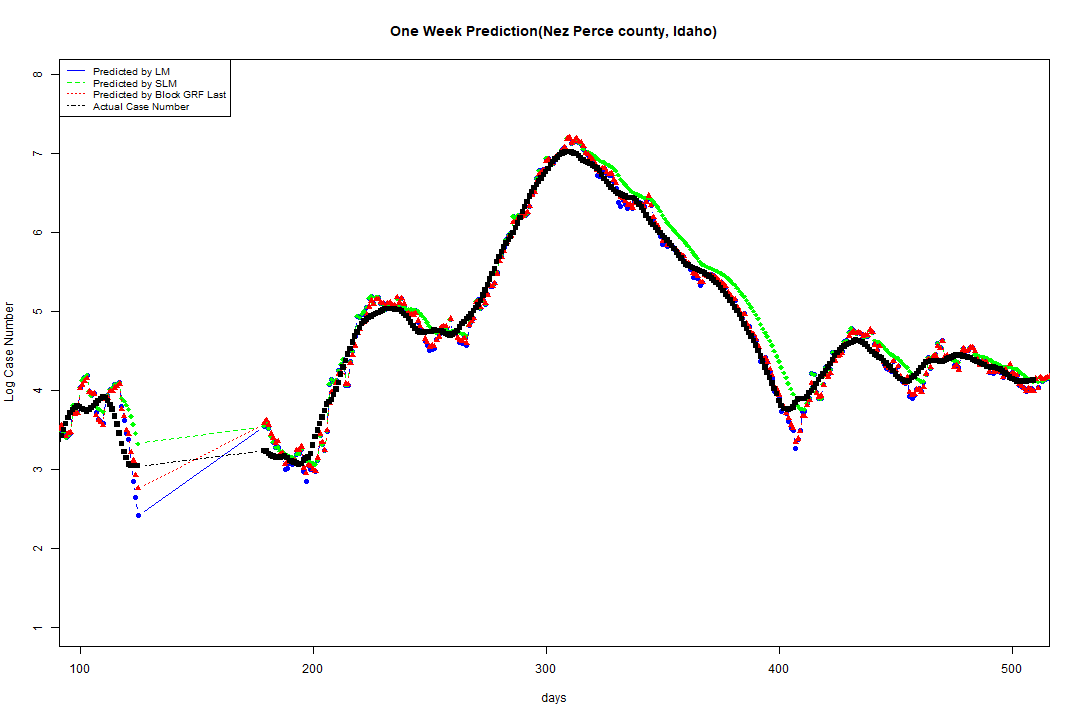 One Week Prediction(Nez Perce county, Idaho)
Predicted by LM
Predicted by SLM
Predicted by Block GRF Last
Actual Case Number
8
7
6
5
4
3
2
1
Log Case Number
100 200 300 400 500
days